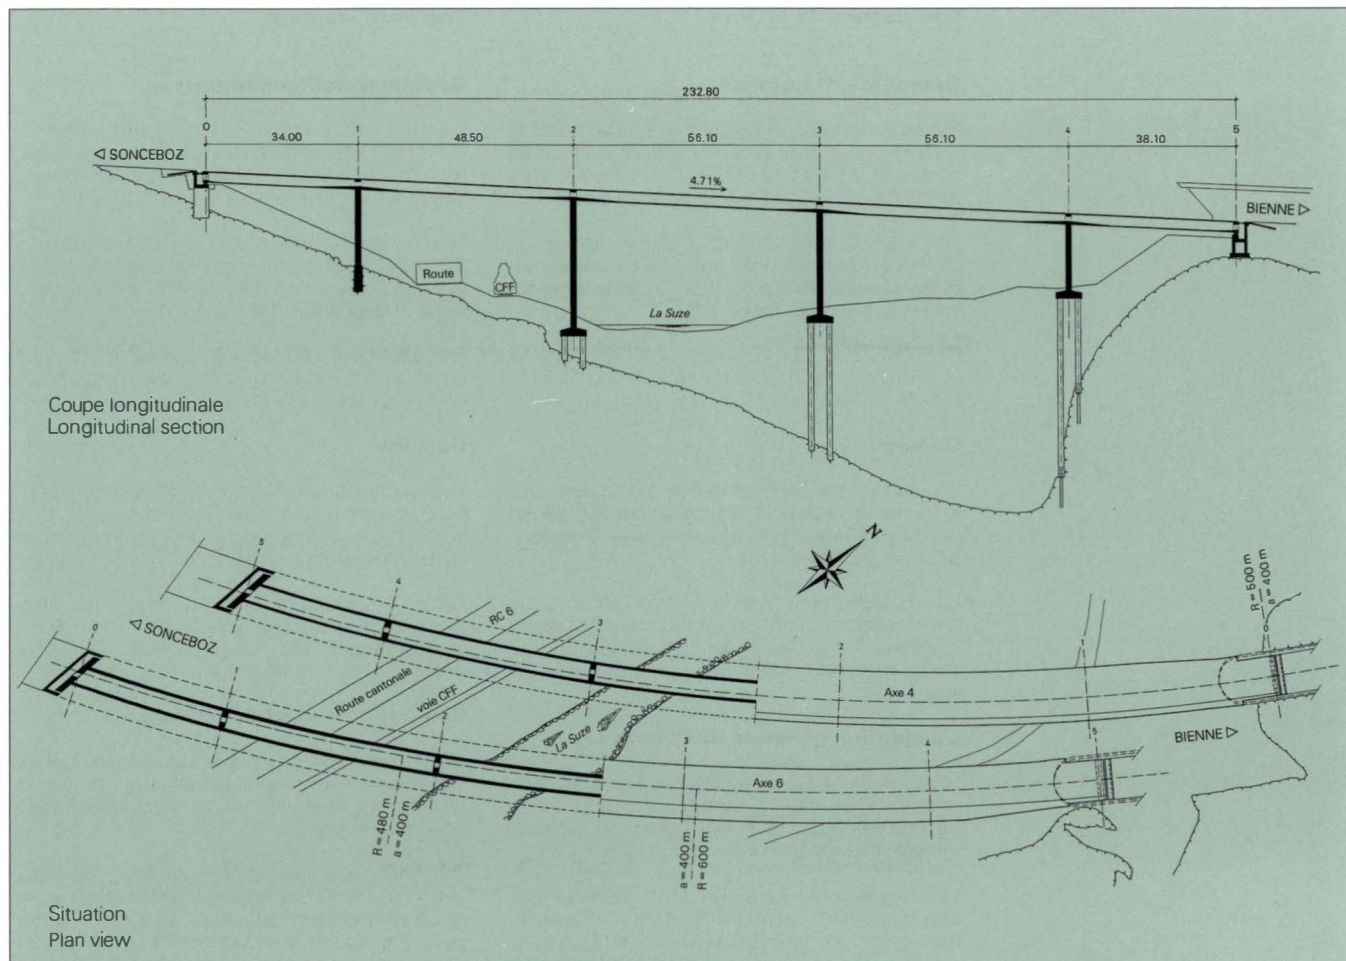 232.80
0 1 2 3 4 5
34.00 48.50 56.10 56.10 38.10
◁ SONCEBOZ
4.71%
BIENNE ▷
Route
CFF
La Suze
Coupe longitudinale
Longitudinal section
N
5
4
RC 6
3
2
1
0
R = 500 m
a = 400 m
◁ SONCEBOZ
0
1
Route cantonale
voie CFF
2
La Suze
Axe 4
3
4
5
BIENNE ▷
Axe 6
R = 480 m
a = 400 m
a = 400 m
R = 600 m
Situation
Plan view